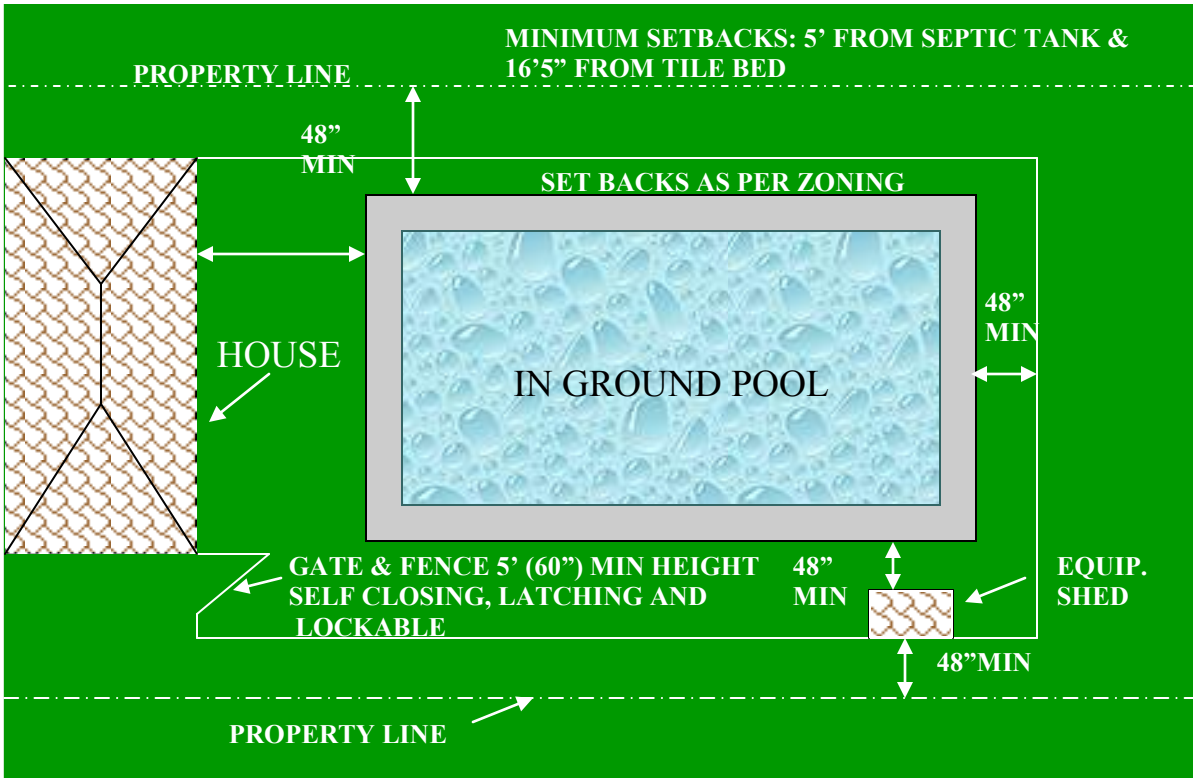 MINIMUM SETBACKS: 5’ FROM SEPTIC TANK &
16’5” FROM TILE BED
PROPERTY LINE
48”
MIN
SET BACKS AS PER ZONING
48”
MIN
HOUSE
IN GROUND POOL
GATE & FENCE 5’ (60”) MIN HEIGHT
SELF CLOSING, LATCHING AND
LOCKABLE
48”
MIN
EQUIP.
SHED
48”MIN
PROPERTY LINE